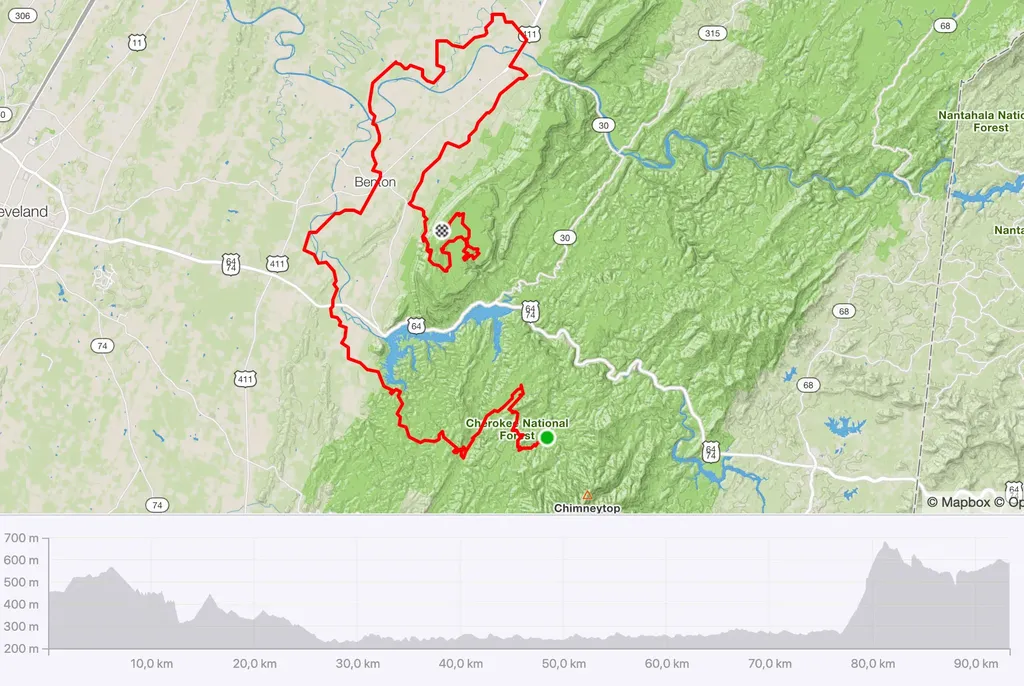 306
11
411
315
68
0
30
Nantahala Natio
Forest
Benton
eveland
Nanta
30
64
74
411
64
74
68
64
74
411
68
Cherokee National
Forest
64
74
74
64
Chimneytop
© Mapbox © Op
700 m
600 m
500 m
400 m
300 m
200 m
10,0 km
20,0 km
30,0 km
40,0 km
50,0 km
60,0 km
70,0 km
80,0 km
90,0 km